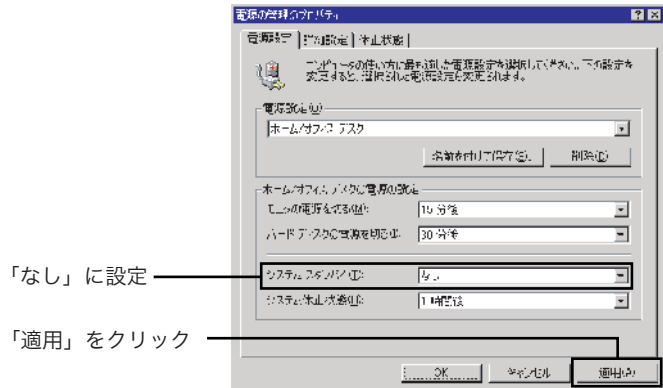 電源の管理のプロパティ
電源設定 詳細設定 休止状態
コンピュータの使い方に最も適した電源設定を選択してください。下の設定を
変更すると、選択された電源設定も変更されます。
電源設定(U)
ホーム/オフィス デスク
名前を付けて保存(S)... 削除(D)
ホーム/オフィス デスクの電源の設定
モニタの電源を切る(M): 15 分後
ハード ディスクの電源を切る(I): 30 分後
「なし」に設定
システム スタンバイ(T): なし
システム休止状態(H): 1 時間後
「適用」をクリック
OK キャンセル 適用(A)